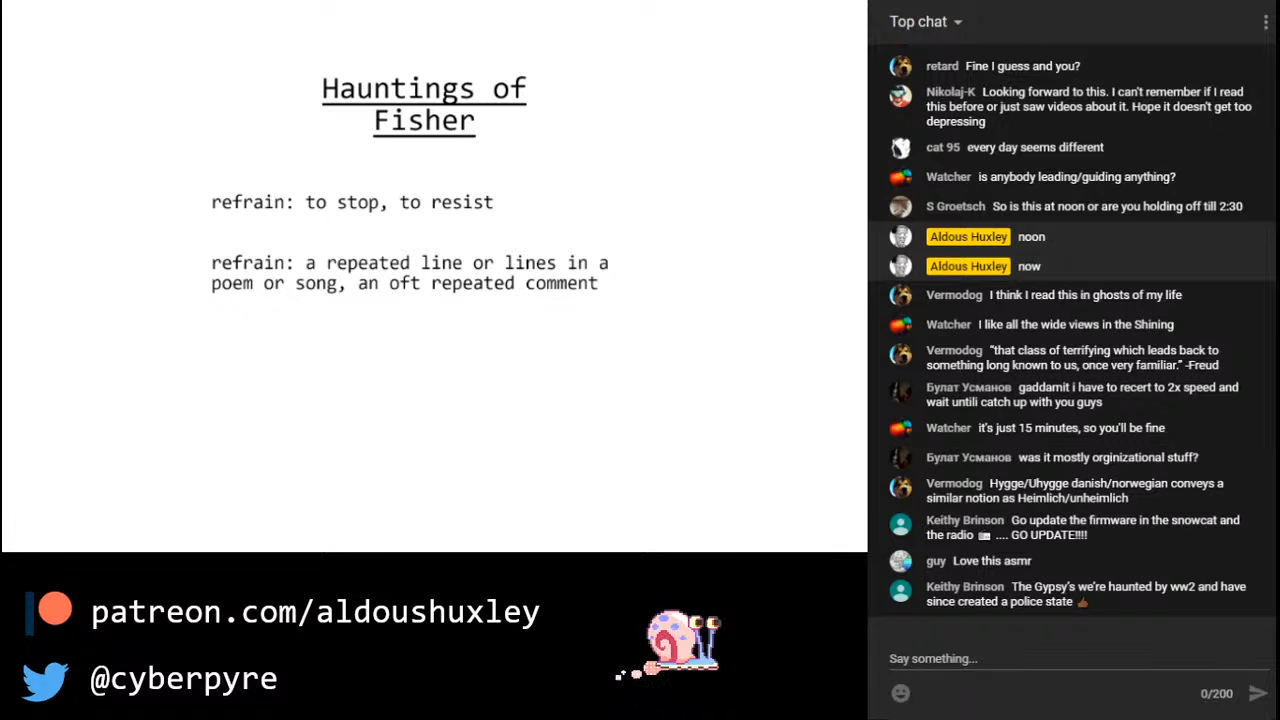 Hauntings of
Fisher
refrain: to stop, to resist
refrain: a repeated line or lines in a
poem or song, an oft repeated comment
patreon.com/aldoushuxley
@cyberpyre
Top chat
retard Fine I guess and you?
Nikolaj-K Looking forward to this. I can't remember if I read
this before or just saw videos about it. Hope it doesn't get too
depressing
cat 95 every day seems different
Watcher is anybody leading/guiding anything?
S Groetsch So is this at noon or are you holding off till 2:30
Aldous Huxley noon
Aldous Huxley now
Vermodog I think I read this in ghosts of my life
Watcher I like all the wide views in the Shining
Vermodog “that class of terrifying which leads back to
something long known to us, once very familiar.” -Freud
Булат Усманов gaddamit i have to recert to 2x speed and
wait untili catch up with you guys
Watcher it's just 15 minutes, so you'll be fine
Булат Усманов was it mostly orginizational stuff?
Vermodog Hygge/Uhygge danish/norwegian conveys a
similar notion as Heimlich/unheimlich
Keithy Brinson Go update the firmware in the snowcat and
the radio 📻 .... GO UPDATE!!!!
guy Love this asmr
Keithy Brinson The Gypsy's we're haunted by ww2 and have
since created a police state 👍🏾
Say something...
0/200